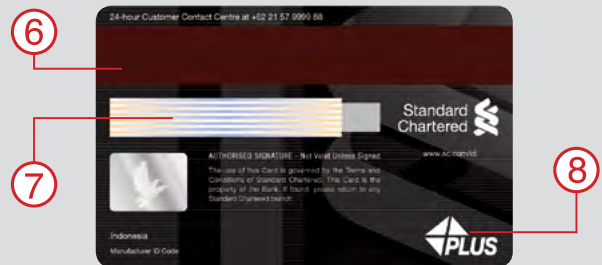 24-hour Customer Contact Centre at +62 21 57 9999 88
6
7
Standard
Chartered
www.sc.com/id
AUTHORISED SIGNATURE - Not Valid Unless Signed
The use of this Card is governed by the Terms and
Conditions of Standard Chartered. This Card is the
property of the Bank. If found, please return to any
Standard Chartered branch.
8
PLUS
Indonesia
Manufacturer ID Code